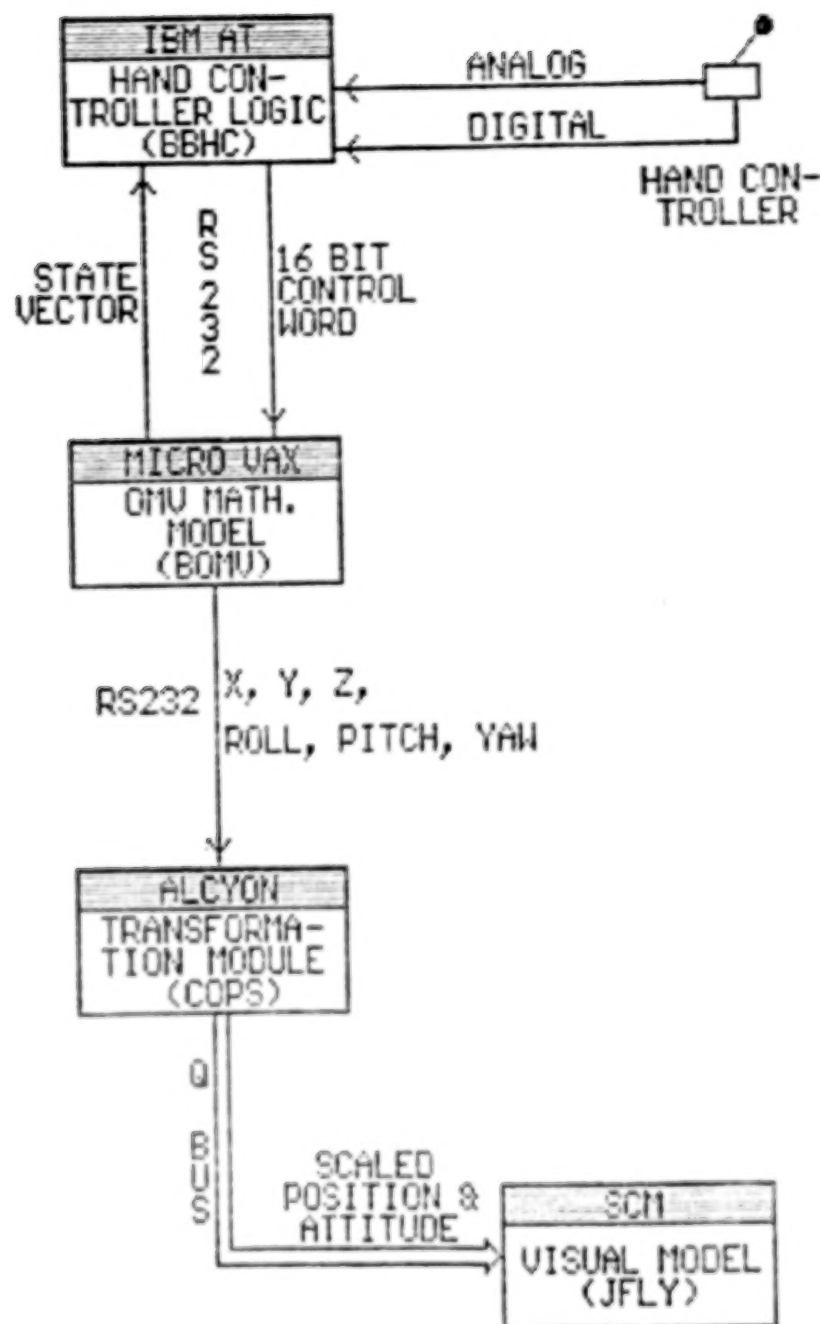 IBM AT
HAND CON-
TROLLER LOGIC
(BBHC)
ANALOG
DIGITAL
HAND CON-
TROLLER
STATE
VECTOR
RS232
16 BIT
CONTROL
WORD
MICRO VAX
OMV MATH.
MODEL
(BOMV)
RS232
X, Y, Z,
ROLL, PITCH, YAW
ALCYON
TRANSFORMA-
TION MODULE
(COPS)
Q BUS
SCALED
POSITION &
ATTITUDE
SCM
VISUAL MODEL
(JFLY)